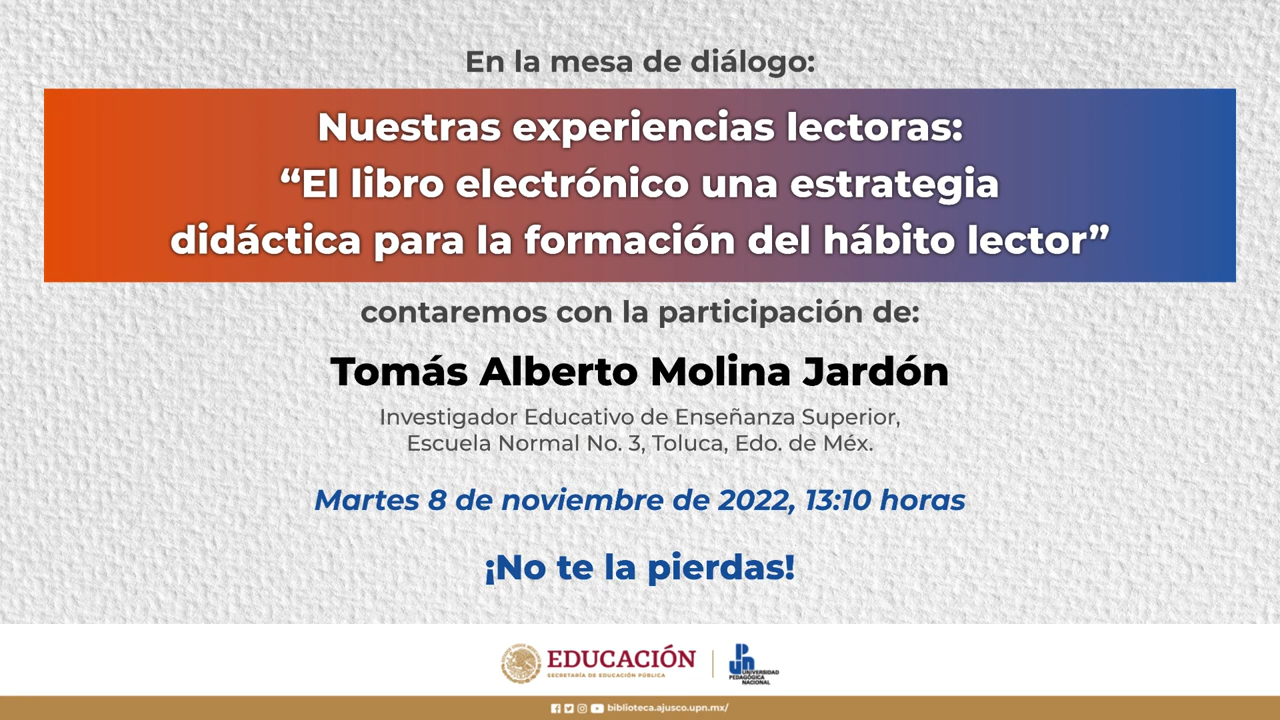 En la mesa de diálogo:
Nuestras experiencias lectoras:
“El libro electrónico una estrategia
didáctica para la formación del hábito lector”
contaremos con la participación de:
Tomás Alberto Molina Jardón
Investigador Educativo de Enseñanza Superior,
Escuela Normal No. 3, Toluca, Edo. de Méx.
Martes 8 de noviembre de 2022, 13:10 horas
¡No te la pierdas!
EDUCACIÓN
SECRETARÍA DE EDUCACIÓN PÚBLICA
UNIVERSIDAD
PEDAGÓGICA
NACIONAL
biblioteca.ajusco.upn.mx/